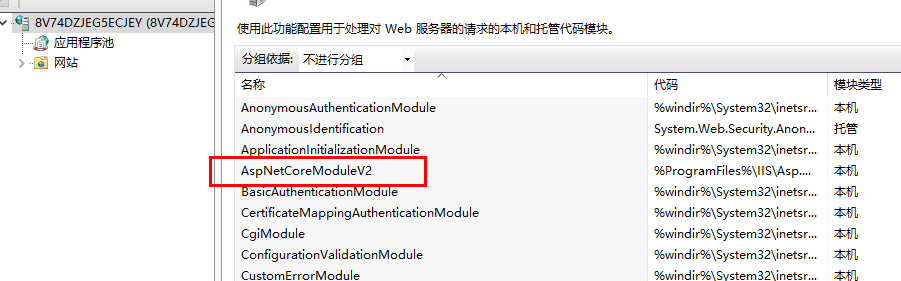 8V74DZJEG5ECJEY (8V74DZJEG
应用程序池
网站
使用此功能配置用于处理对 Web 服务器的请求的本机和托管代码模块。
分组依据: 不进行分组
名称 代码 模块类型
AnonymousAuthenticationModule %windir%\System32\inetsr... 本机
AnonymousIdentification System.Web.Security.Anon... 托管
ApplicationInitializationModule %windir%\System32\inetsr... 本机
AspNetCoreModuleV2 %ProgramFiles%\IIS\Asp.... 本机
BasicAuthenticationModule %windir%\System32\inetsr... 本机
CertificateMappingAuthenticationModule %windir%\System32\inetsr... 本机
CgiModule %windir%\System32\inetsr... 本机
ConfigurationValidationModule %windir%\System32\inetsr... 本机
CustomErrorModule %windir%\System32\inetsr... 本机